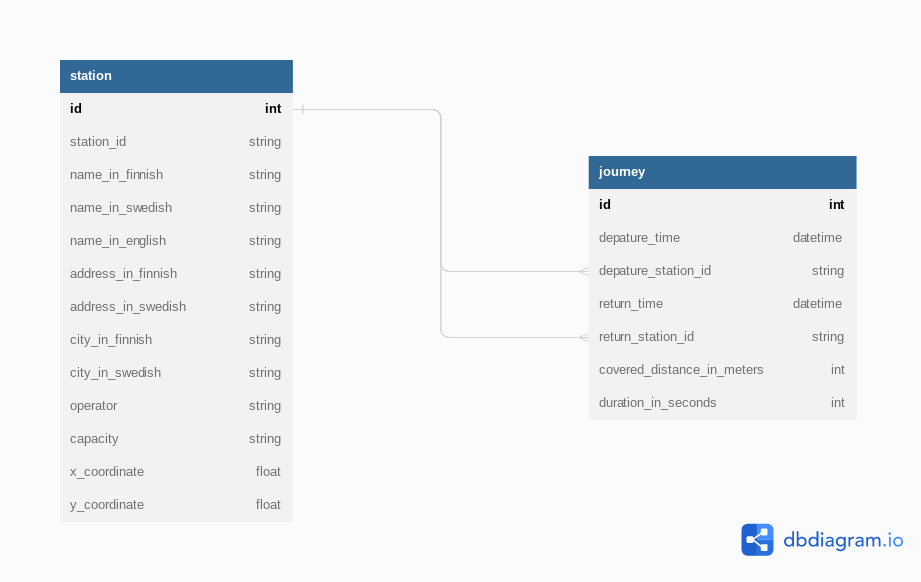 station
id int
station_id string
name_in_finnish string
name_in_swedish string
name_in_english string
address_in_finnish string
address_in_swedish string
city_in_finnish string
city_in_swedish string
operator string
capacity string
x_coordinate float
y_coordinate float
journey
id int
depature_time datetime
depature_station_id string
return_time datetime
return_station_id string
covered_distance_in_meters int
duration_in_seconds int
dbdiagram.io